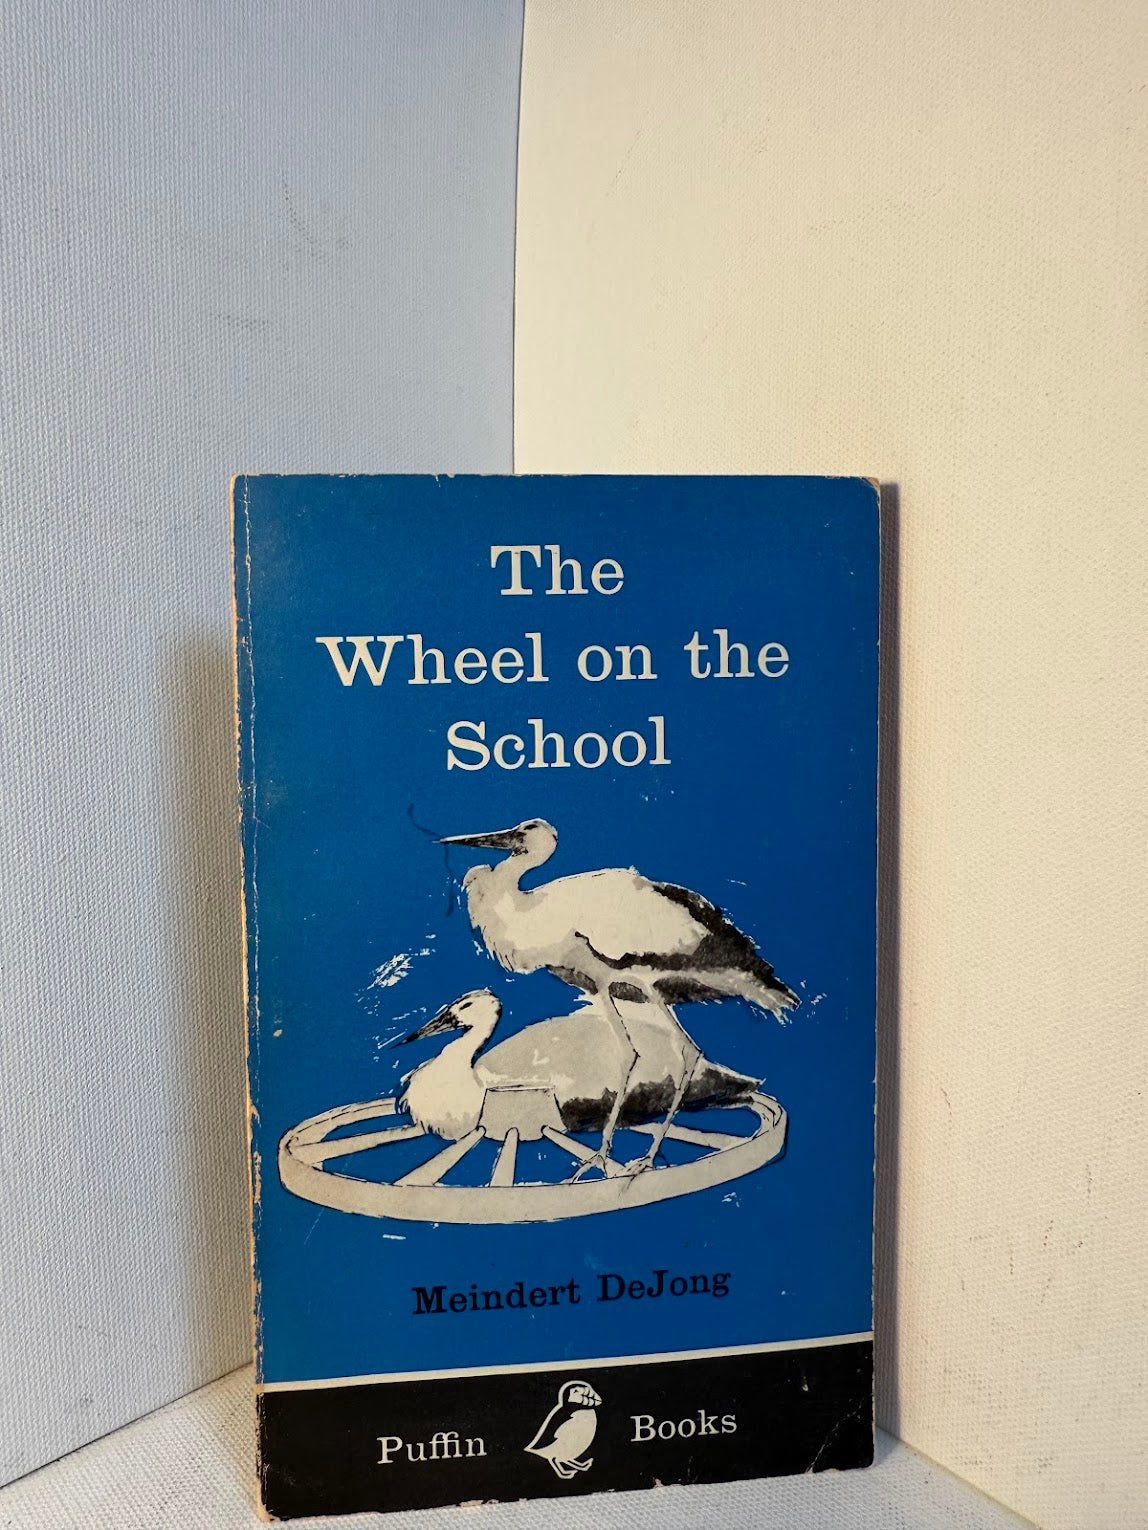 The
Wheel on the
School
Meindert DeJong
Puffin Books